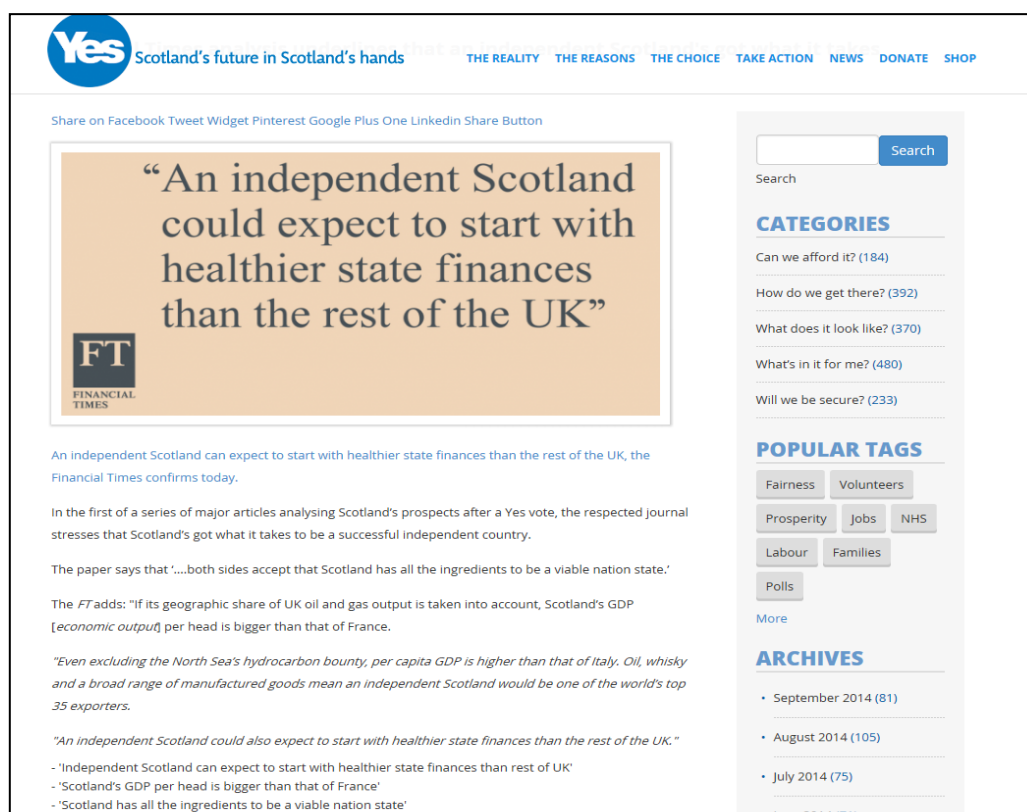 Yes Scotland's future in Scotland's hands
THE REALITY THE REASONS THE CHOICE TAKE ACTION NEWS DONATE SHOP
Share on Facebook Tweet Widget Pinterest Google Plus One Linkedin Share Button
“An independent Scotland
could expect to start with
healthier state finances
than the rest of the UK”
FT
FINANCIAL
TIMES
An independent Scotland can expect to start with healthier state finances than the rest of the UK, the
Financial Times confirms today.
In the first of a series of major articles analysing Scotland’s prospects after a Yes vote, the respected journal
stresses that Scotland’s got what it takes to be a successful independent country.
The paper says that ‘....both sides accept that Scotland has all the ingredients to be a viable nation state.’
The FT adds: "If its geographic share of UK oil and gas output is taken into account, Scotland’s GDP
[economic output] per head is bigger than that of France.
"Even excluding the North Sea’s hydrocarbon bounty, per capita GDP is higher than that of Italy. Oil, whisky
and a broad range of manufactured goods mean an independent Scotland would be one of the world’s top
35 exporters.
"An independent Scotland could also expect to start with healthier state finances than the rest of the UK."
- 'Independent Scotland can expect to start with healthier state finances than rest of UK'
- 'Scotland’s GDP per head is bigger than that of France'
- 'Scotland has all the ingredients to be a viable nation state'
Search
Search
CATEGORIES
Can we afford it? (184)
How do we get there? (392)
What does it look like? (370)
What’s in it for me? (480)
Will we be secure? (233)
POPULAR TAGS
Fairness Volunteers
Prosperity Jobs NHS
Labour Families
Polls
More
ARCHIVES
• September 2014 (81)
• August 2014 (105)
• July 2014 (75)